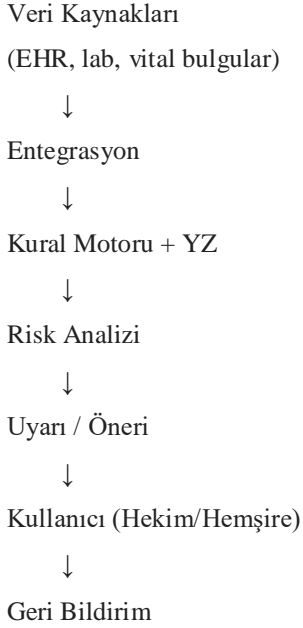 Veri Kaynakları
(EHR, lab, vital bulgular)
↓
Entegrasyon
↓
Kural Motoru + YZ
↓
Risk Analizi
↓
Uyarı / Öneri
↓
Kullanıcı (Hekim/Hemşire)
↓
Geri Bildirim